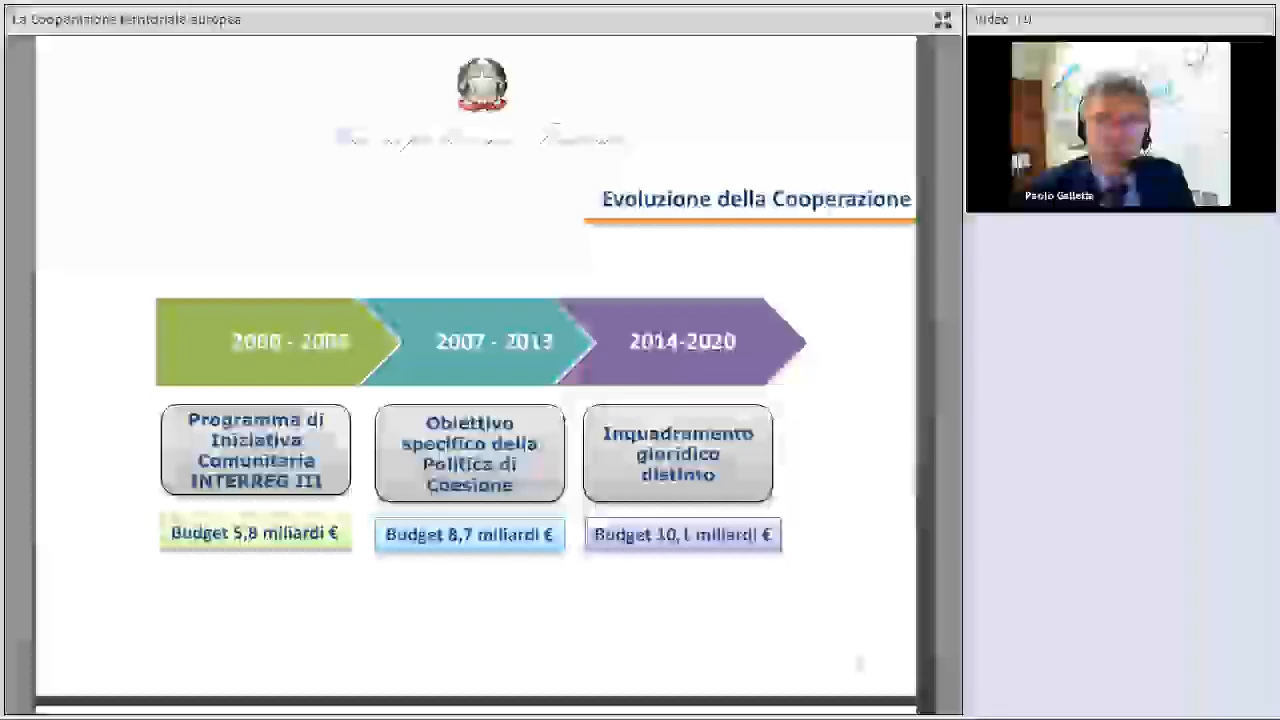 La Cooperazione territoriale europea
Video
Paolo Galletta
Evoluzione della Cooperazione
2000 - 2006
2007 - 2013
2014-2020
Programma di
Iniziativa
Comunitaria
INTERREG III
Obiettivo
specifico della
Politica di
Coesione
Inquadramento
giuridico
distinto
Budget 5,8 miliardi €
Budget 8,7 miliardi €
Budget 10,1 miliardi €